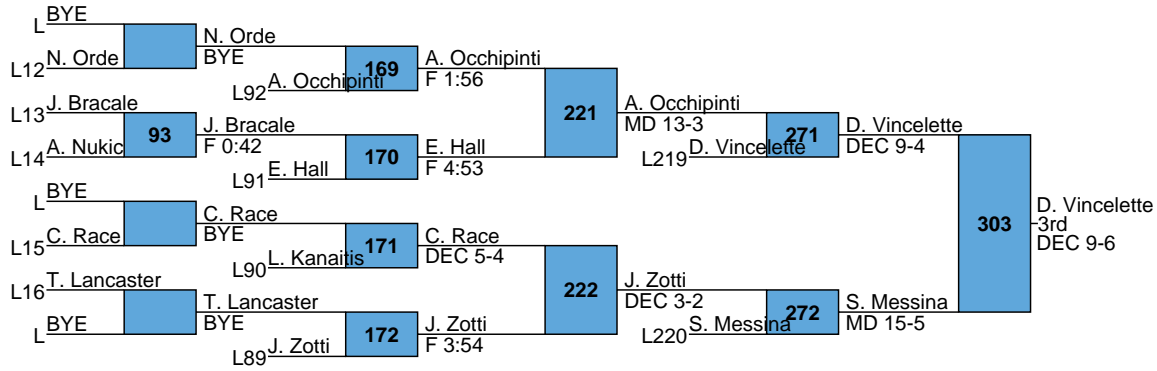 L BYE
L12 N. Orde
N. Orde
BYE
L92 A. Occhipinti
169
A. Occhipinti
F 1:56
L13 J. Bracale
L14 A. Nukic
93
J. Bracale
F 0:42
L91 E. Hall
170
E. Hall
F 4:53
221
A. Occhipinti
MD 13-3
L219 D. Vincelette
271
D. Vincelette
DEC 9-4
L BYE
L15 C. Race
C. Race
BYE
L90 L. Kanaitis
171
C. Race
DEC 5-4
L16 T. Lancaster
L BYE
T. Lancaster
BYE
L89 J. Zotti
172
J. Zotti
F 3:54
222
J. Zotti
DEC 3-2
L220 S. Messina
272
S. Messina
MD 15-5
303
D. Vincelette
3rd
DEC 9-6